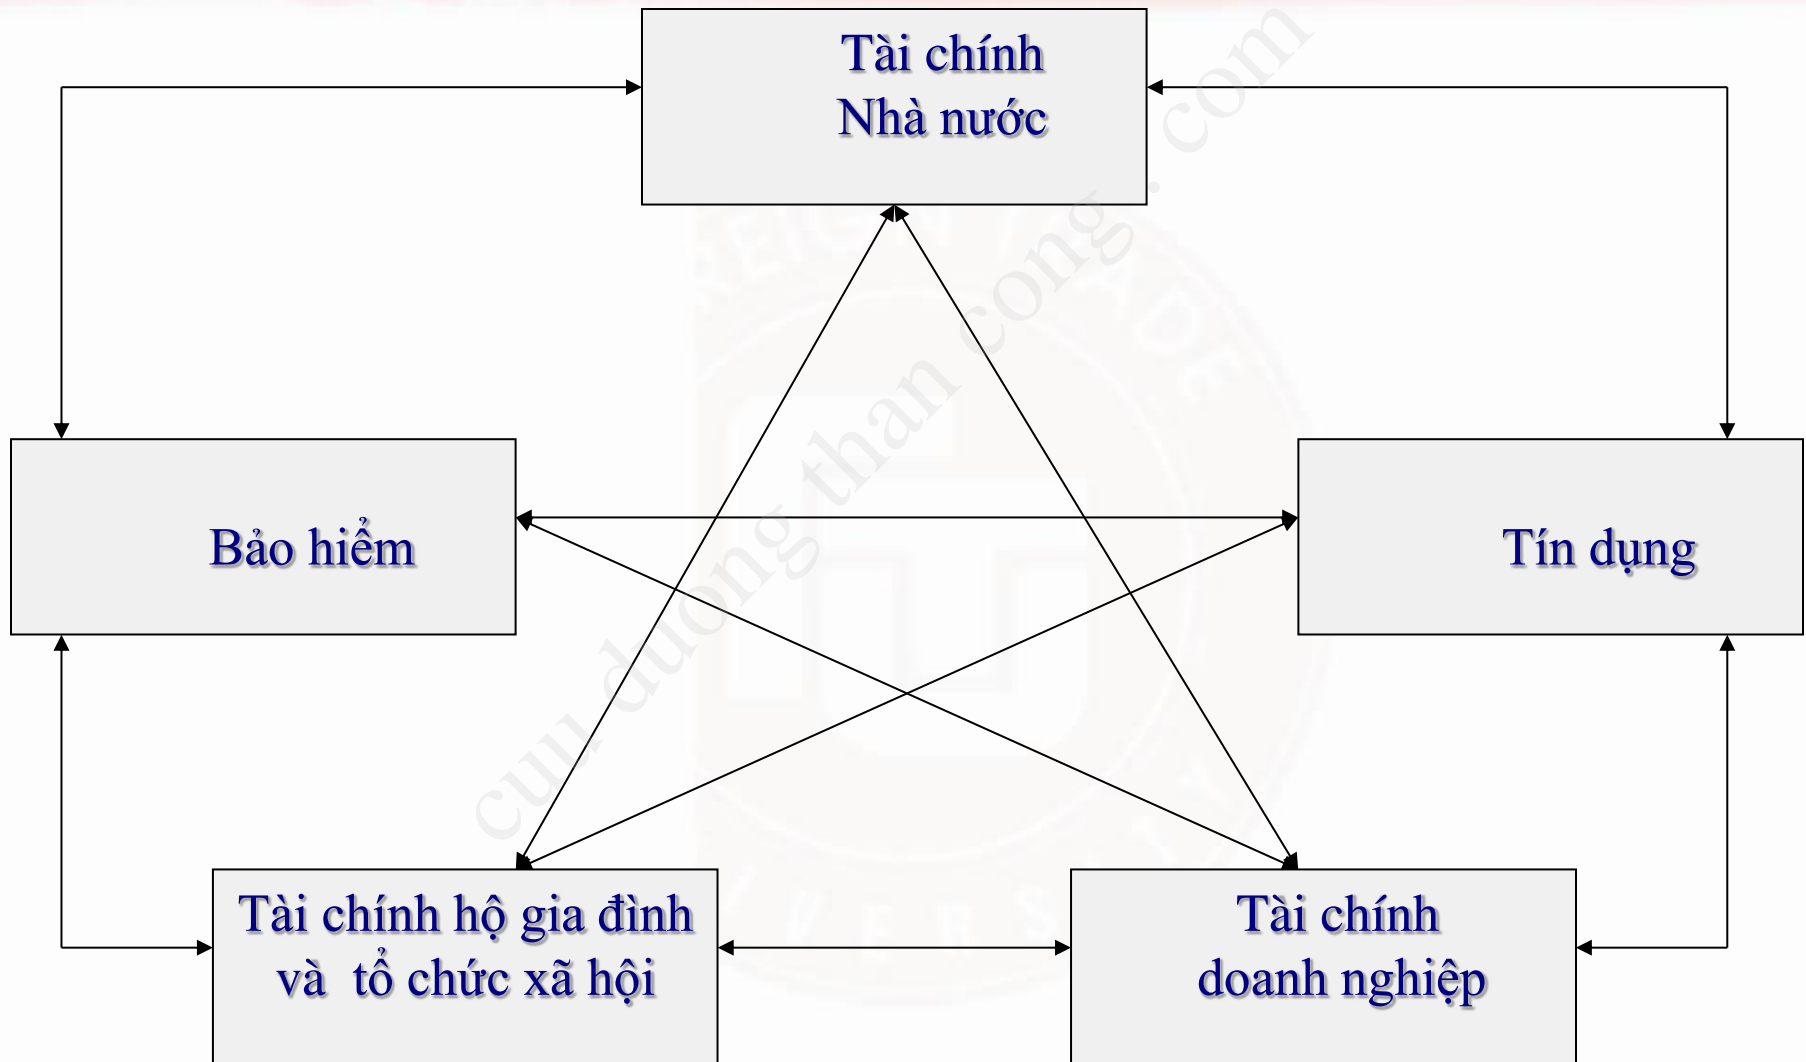 Tài chính
Nhà nước
Bảo hiểm
Tín dụng
Tài chính hộ gia đình
và tổ chức xã hội
Tài chính
doanh nghiệp
cuu duong than cong . com